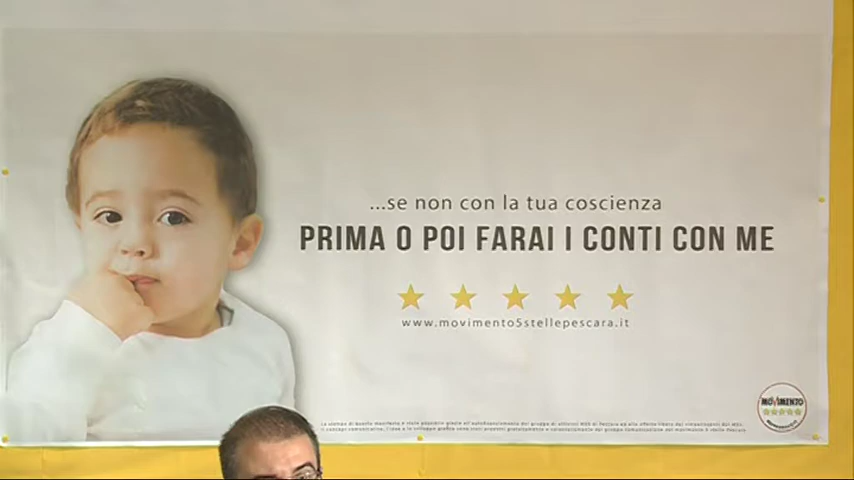 ...se non con la tua coscienza
PRIMA O POI FARAI I CONTI CON ME
www.movimento5stellepescara.it
MOVIMENTO